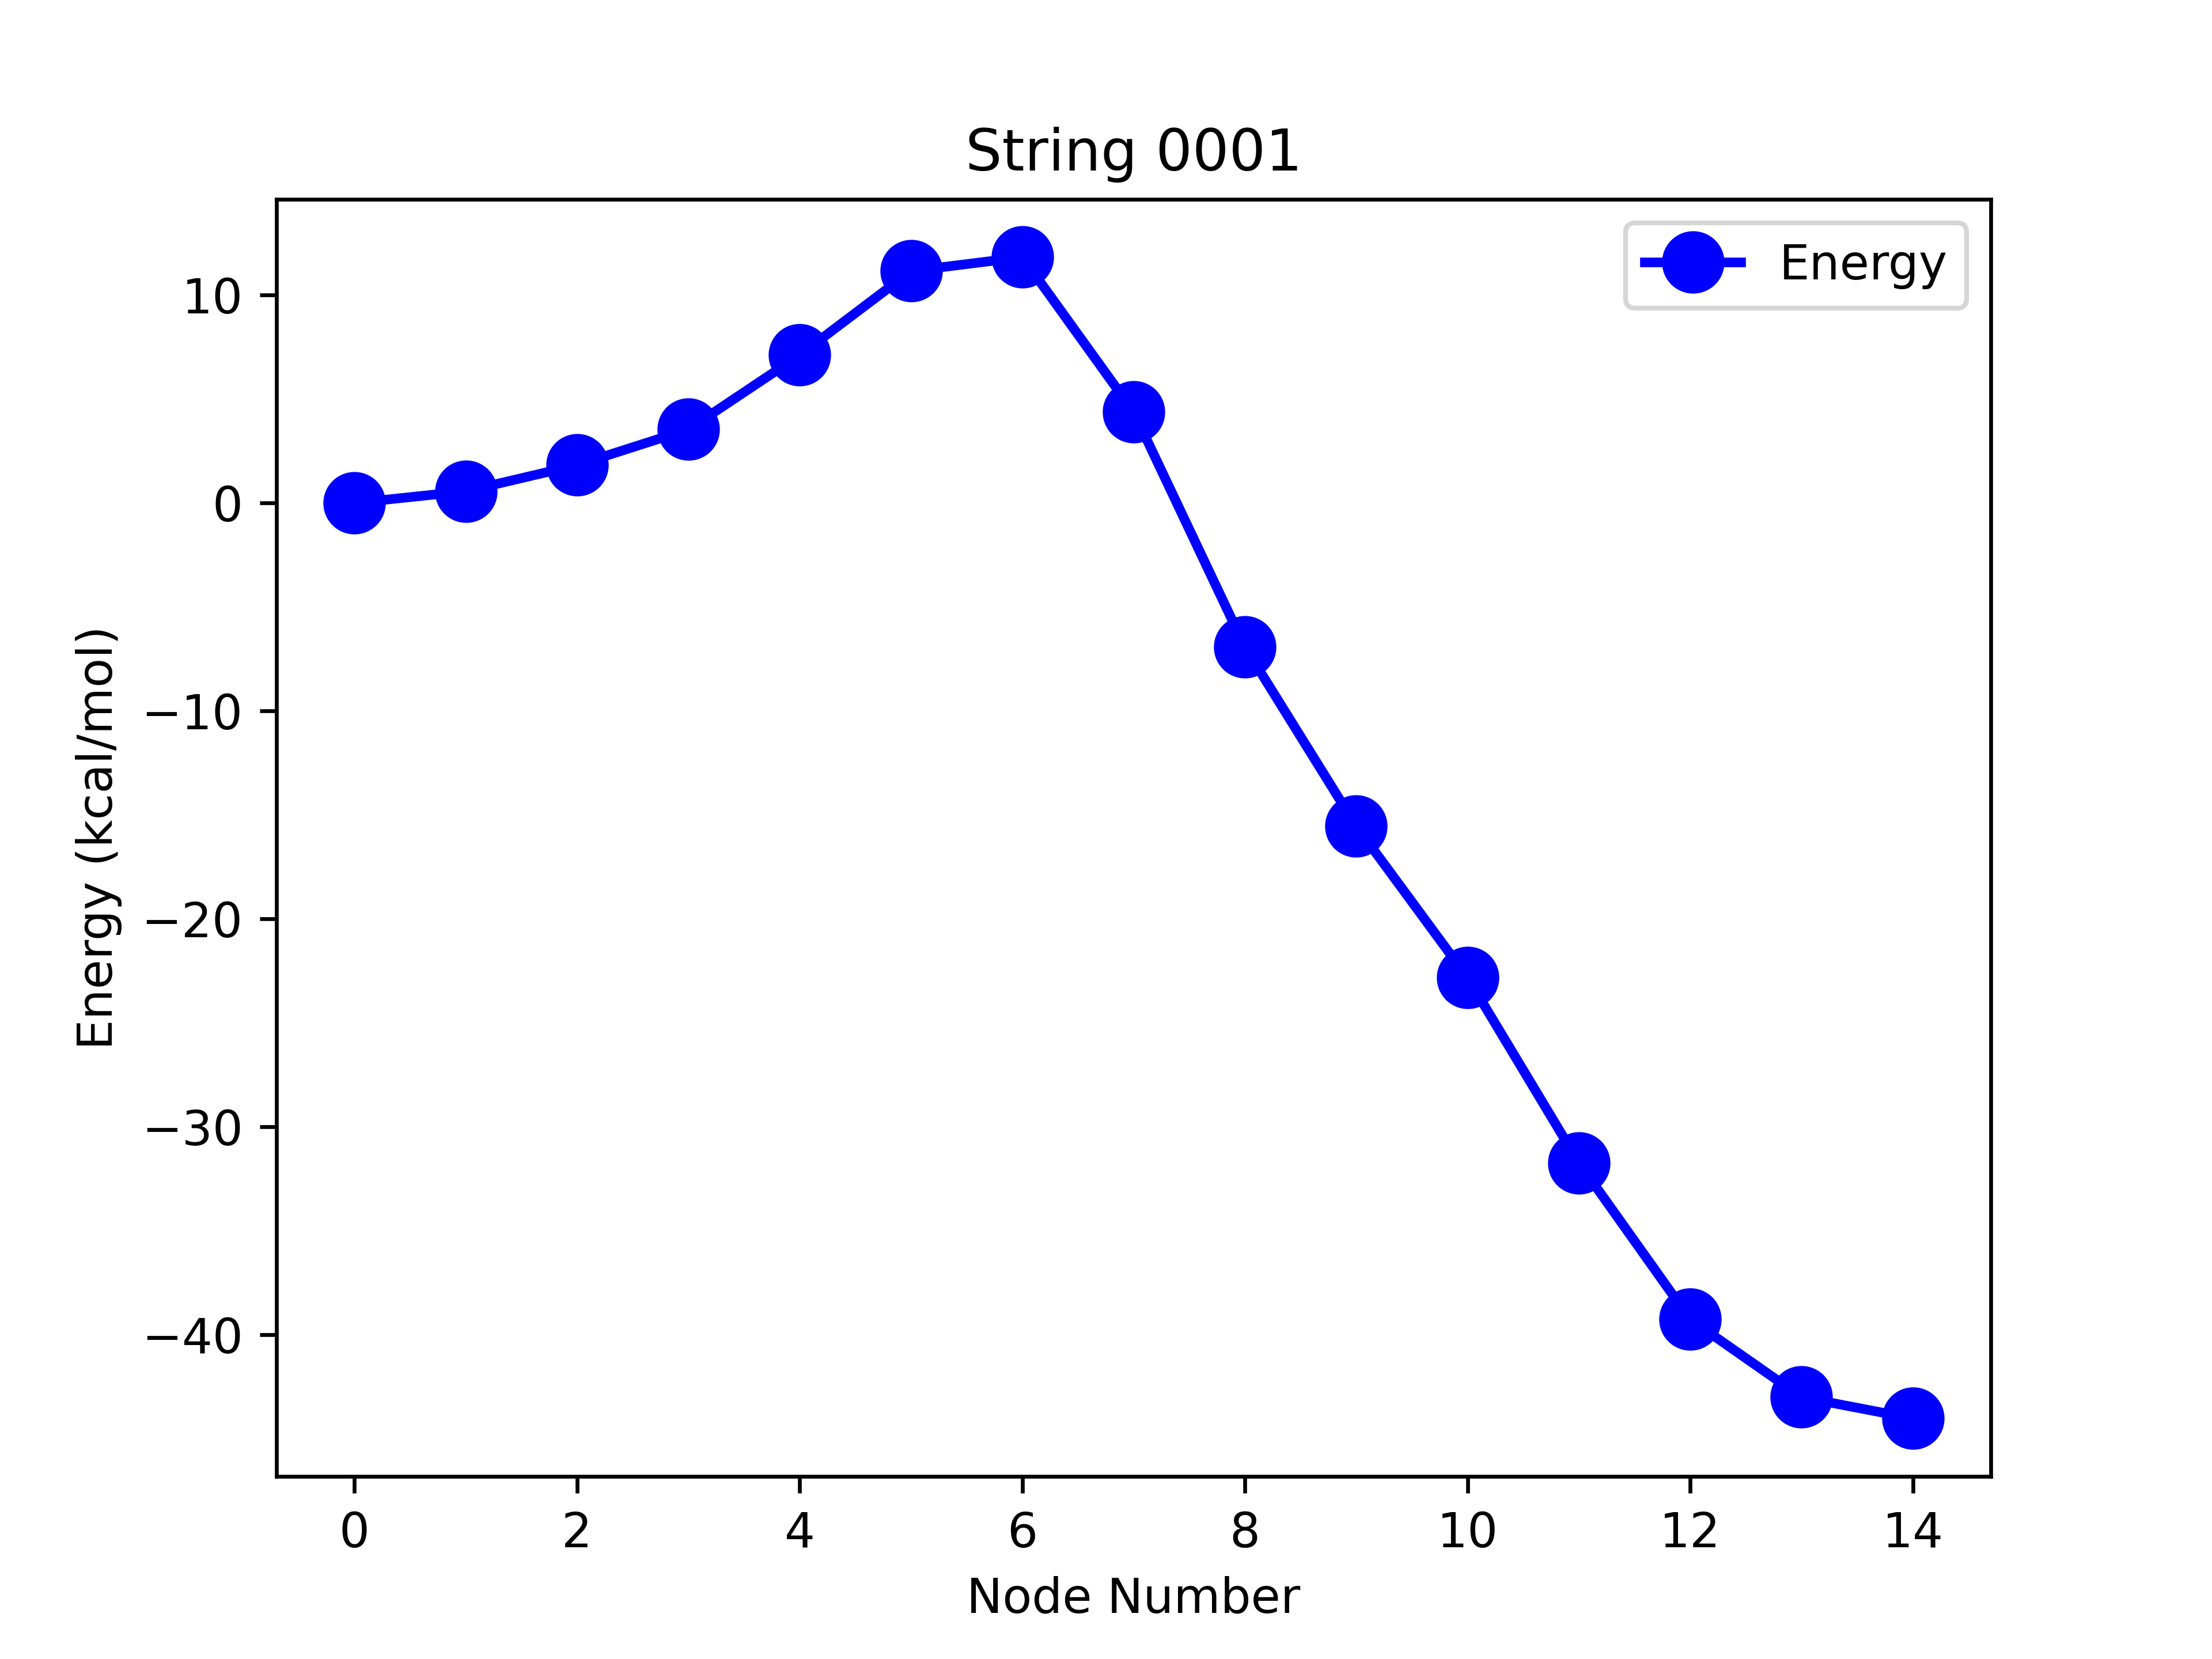 String 0001
Energy
10
0
−10
−20
−30
−40
Energy (kcal/mol)
0 2 4 6 8 10 12 14
Node Number